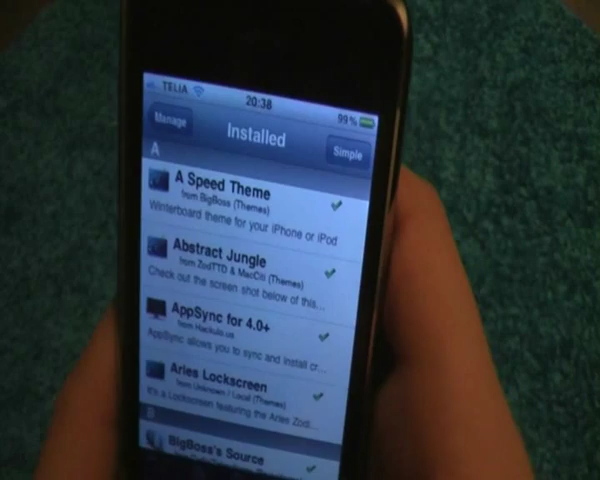 TELIA
20:38
99%
Manage
Installed
Simple
A
A Speed Theme
from BigBoss (Themes)
Winterboard theme for your iPhone or iPod
Abstract Jungle
from ZodTTD & MacCiti (Themes)
Check out the screen shot below of this...
AppSync for 4.0+
from Hackulo.us
AppSync allows you to sync and install cr...
Aries Lockscreen
from Unknown / Local (Themes)
It's a Lockscreen featuring the Aries Zodi...
B
BigBoss's Source